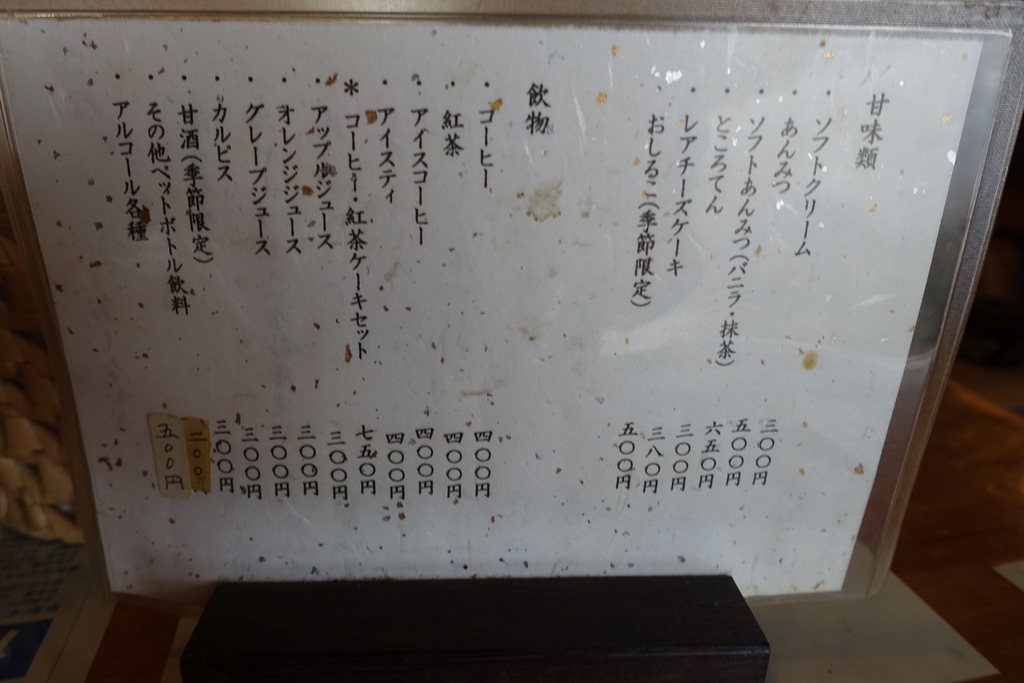 甘味類
・ソフトクリーム 三〇〇円
・あんみつ 五〇〇円
・ソフトあんみつ(バニラ・抹茶) 六五〇円
・ところてん 三〇〇円
・レアチーズケーキ 三八〇円
・おしるこ(季節限定) 五〇〇円
飲物
・コーヒー 四〇〇円
・紅茶 四〇〇円
・アイスコーヒー 四〇〇円
・アイスティ 四〇〇円
＊コーヒー・紅茶ケーキセット 七五〇円
・アップルジュース 三〇〇円
・オレンジジュース 三〇〇円
・グレープジュース 三〇〇円
・カルピス 三〇〇円
・甘酒(季節限定) 三〇〇円
・その他ペットボトル飲料 二〇〇
・アルコール各種 五〇〇円